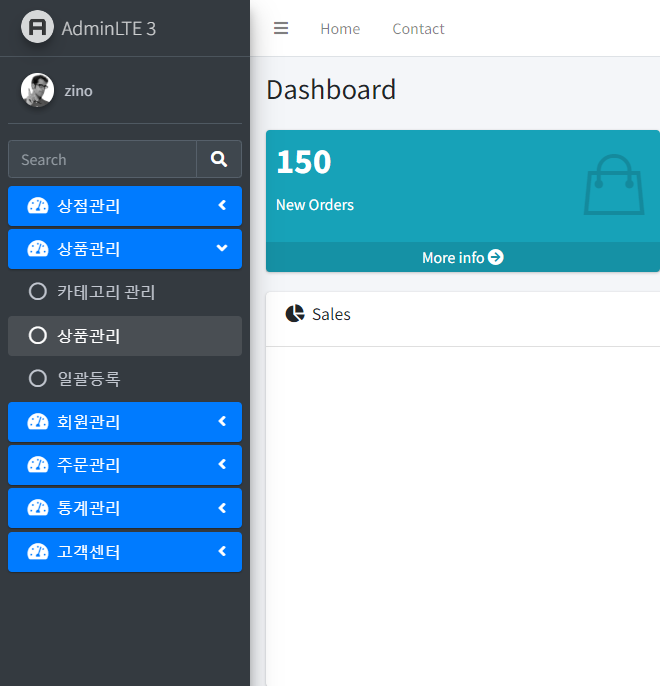 AdminLTE 3
zino
Search
상점관리
상품관리
카테고리 관리
상품관리
일괄등록
회원관리
주문관리
통계관리
고객센터
Home
Contact
Dashboard
150
New Orders
More info
Sales